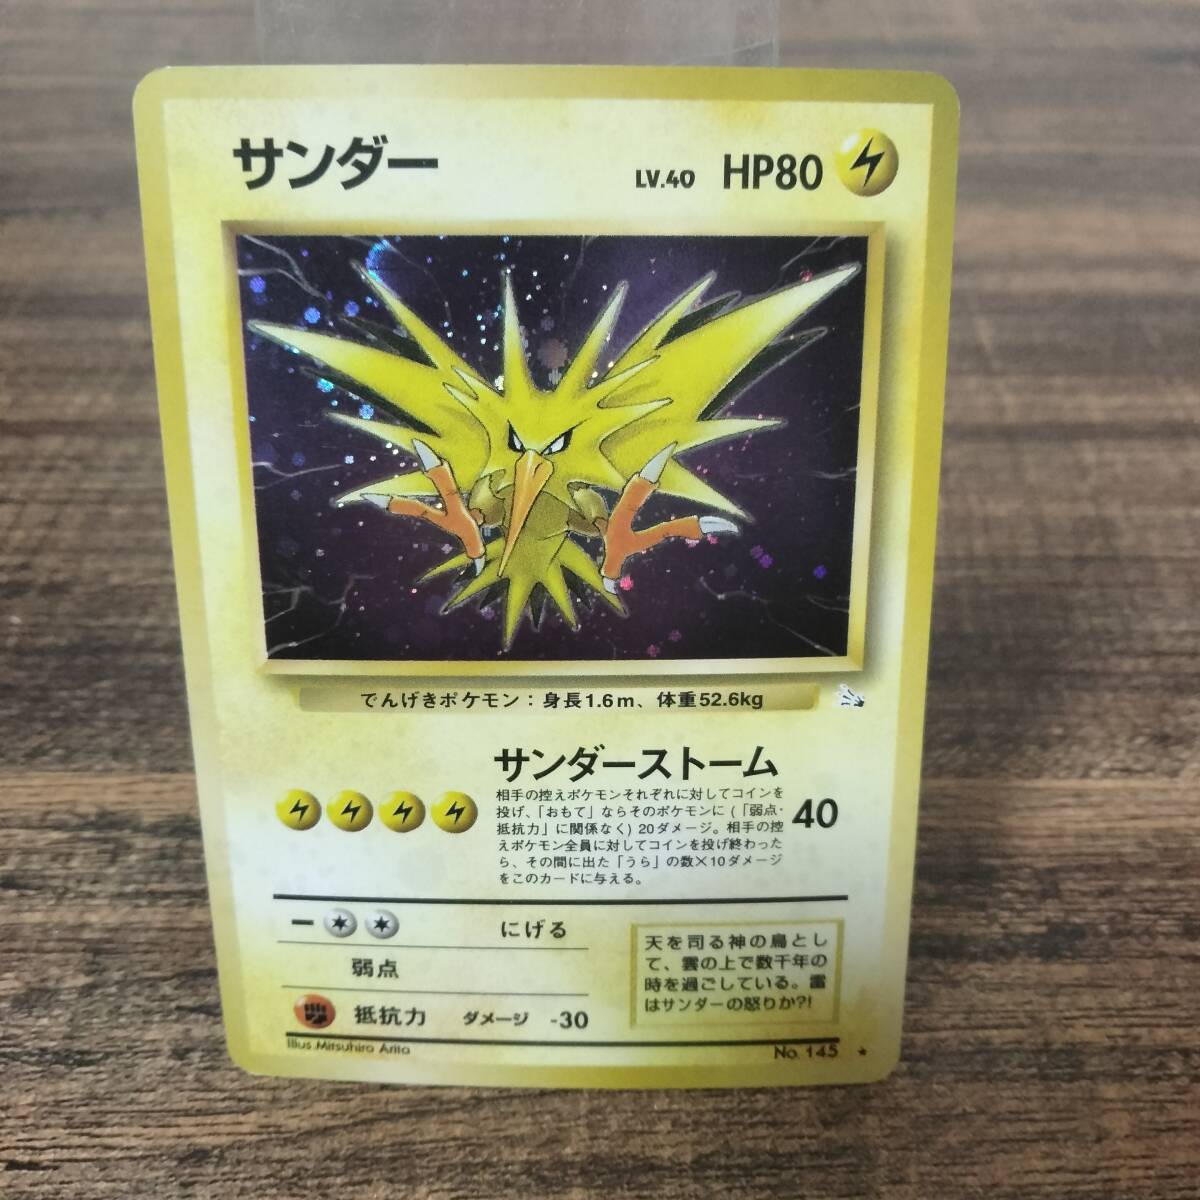 サンダー
LV.40 HP80
でんげきポケモン：身長1.6m、体重52.6kg
サンダーストーム
相手の控えポケモンそれぞれに対してコインを
投げ、「おもて」ならそのポケモンに (「弱点・
抵抗力」に関係なく) 20ダメージ。相手の控
えポケモン全員に対してコインを投げ終わった
ら、その間に出た「うら」の数×10ダメージ
をこのカードに与える。
40
ー にげる
弱点
抵抗力 ダメージ -30
天を司る神の鳥とし
て、雲の上で数千年の
時を過ごしている。雷
はサンダーの怒りか?!
Illus.Mitsuhiro Arita
No. 145 ★